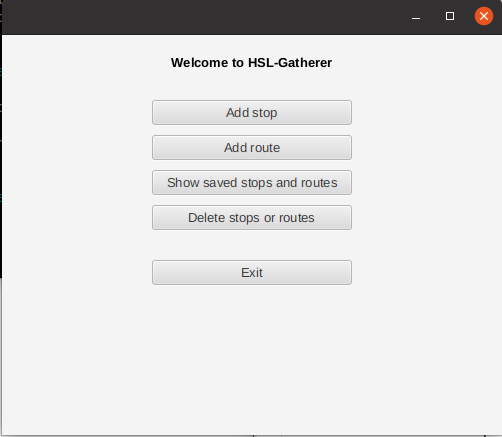 Welcome to HSL-Gatherer
Add stop
Add route
Show saved stops and routes
Delete stops or routes
Exit